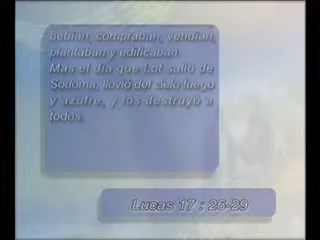 bebían, compraban, vendían,
plantaban y edificaban
Mas el día que Lot salió de
Sodoma, llovió del cielo fuego
y azufre, y los destruyó a
todos
Lucas 17 : 26-29